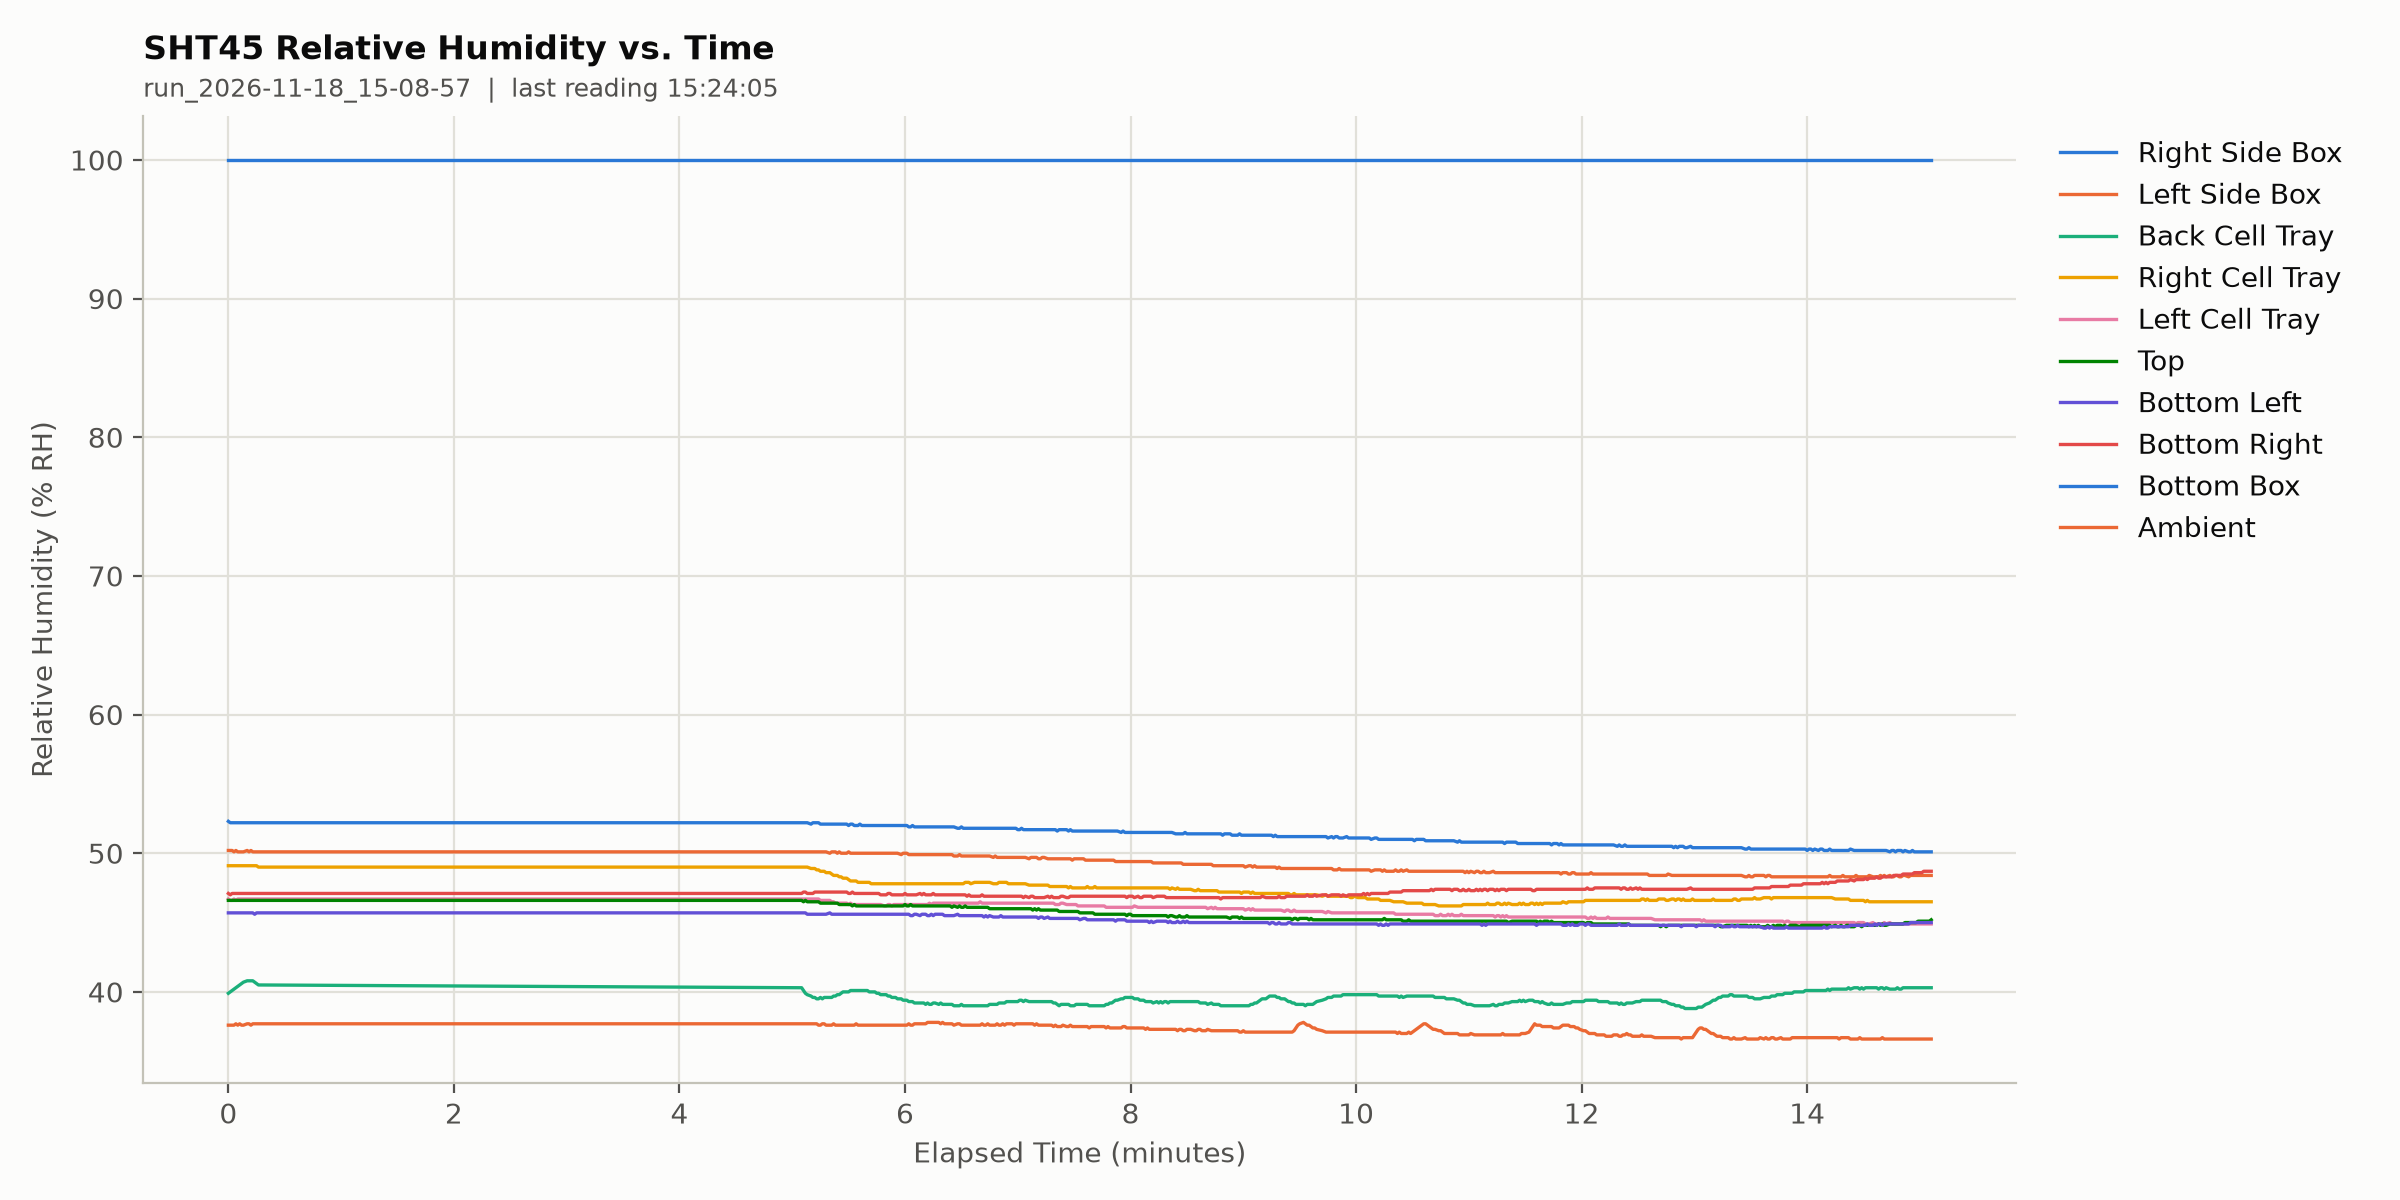 SHT45 Relative Humidity vs. Time
run_2026-11-18_15-08-57 | last reading 15:24:05
Relative Humidity (% RH)
100
90
80
70
60
50
40
0 2 4 6 8 10 12 14
Elapsed Time (minutes)
Right Side Box
Left Side Box
Back Cell Tray
Right Cell Tray
Left Cell Tray
Top
Bottom Left
Bottom Right
Bottom Box
Ambient